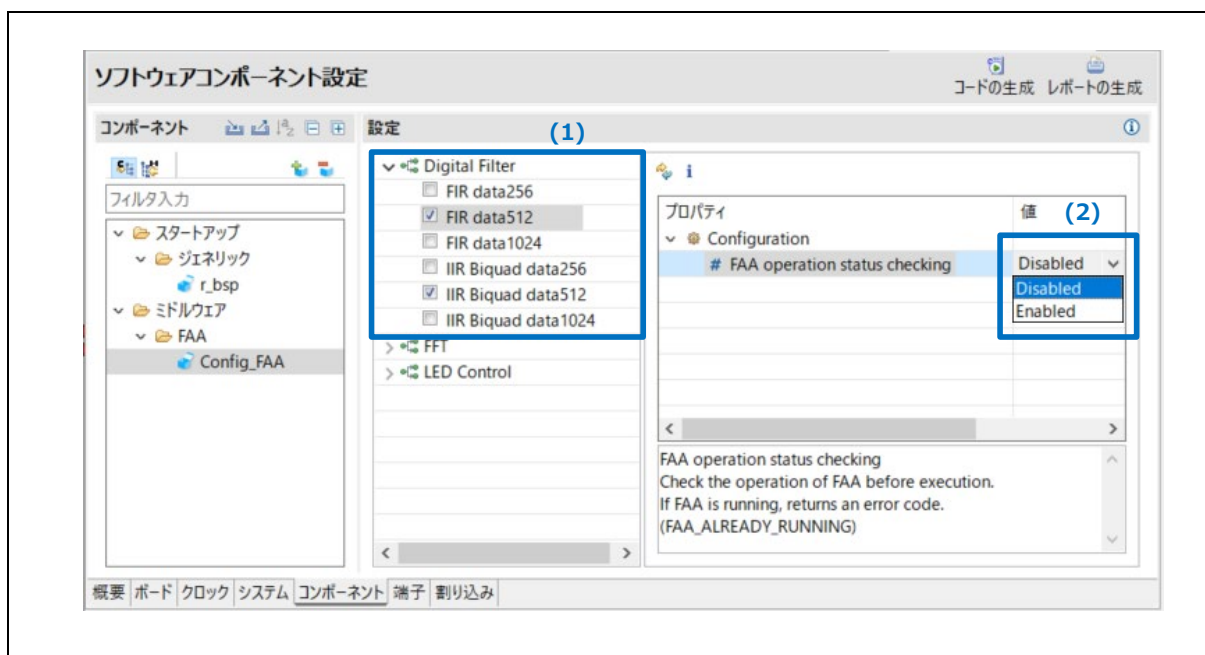 ソフトウェアコンポーネント設定
コードの生成 レポートの生成
コンポーネント
設定
(1)
フィルタ入力
スタートアップ
ジェネリック
r_bsp
ミドルウェア
FAA
Config_FAA
Digital Filter
FIR data256
FIR data512
FIR data1024
IIR Biquad data256
IIR Biquad data512
IIR Biquad data1024
FFT
LED Control
プロパティ 値 (2)
Configuration
# FAA operation status checking Disabled
Disabled
Enabled
FAA operation status checking
Check the operation of FAA before execution.
If FAA is running, returns an error code.
(FAA_ALREADY_RUNNING)
概要 ボード クロック システム コンポーネント 端子 割り込み